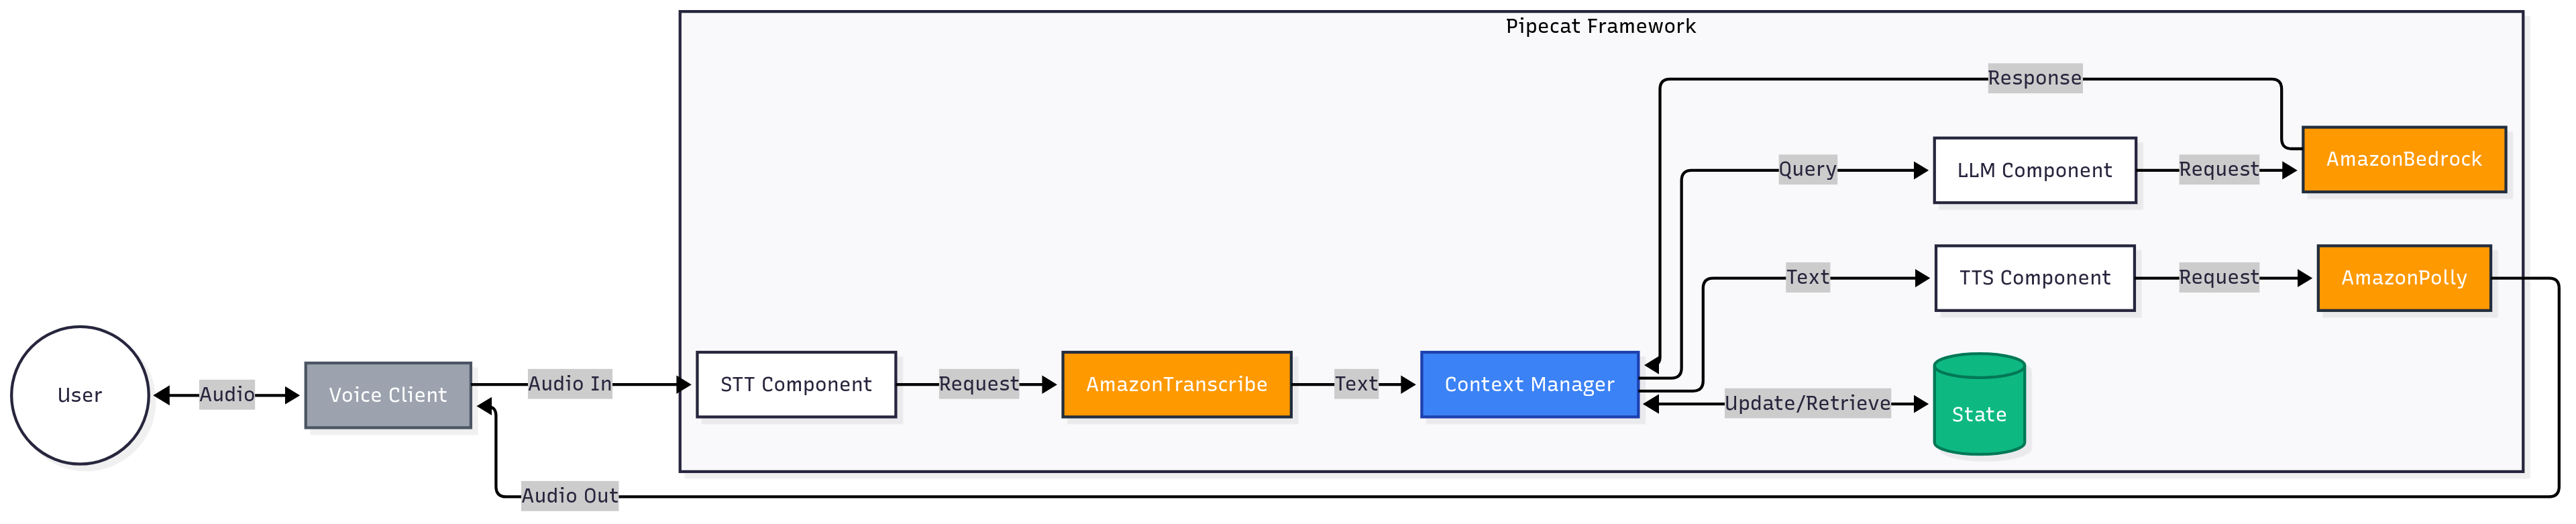 Pipecat Framework
Response
Query
LLM Component
Request
AmazonBedrock
Text
TTS Component
Request
AmazonPolly
User
Audio
Voice Client
Audio In
STT Component
Request
AmazonTranscribe
Text
Context Manager
Update/Retrieve
State
Audio Out